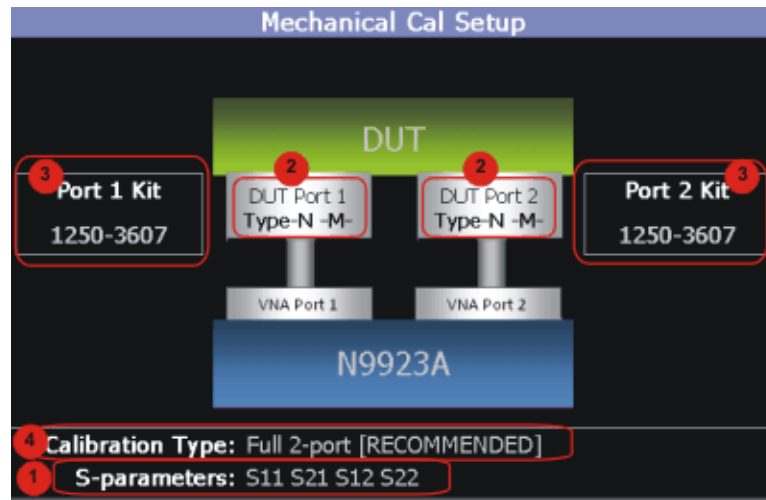 Mechanical Cal Setup
DUT
3
Port 1 Kit
1250-3607
2
DUT Port 1
Type-N -M-
2
DUT Port 2
Type-N -M-
3
Port 2 Kit
1250-3607
VNA Port 1
VNA Port 2
N9923A
4 Calibration Type: Full 2-port [RECOMMENDED]
1 S-parameters: S11 S21 S12 S22